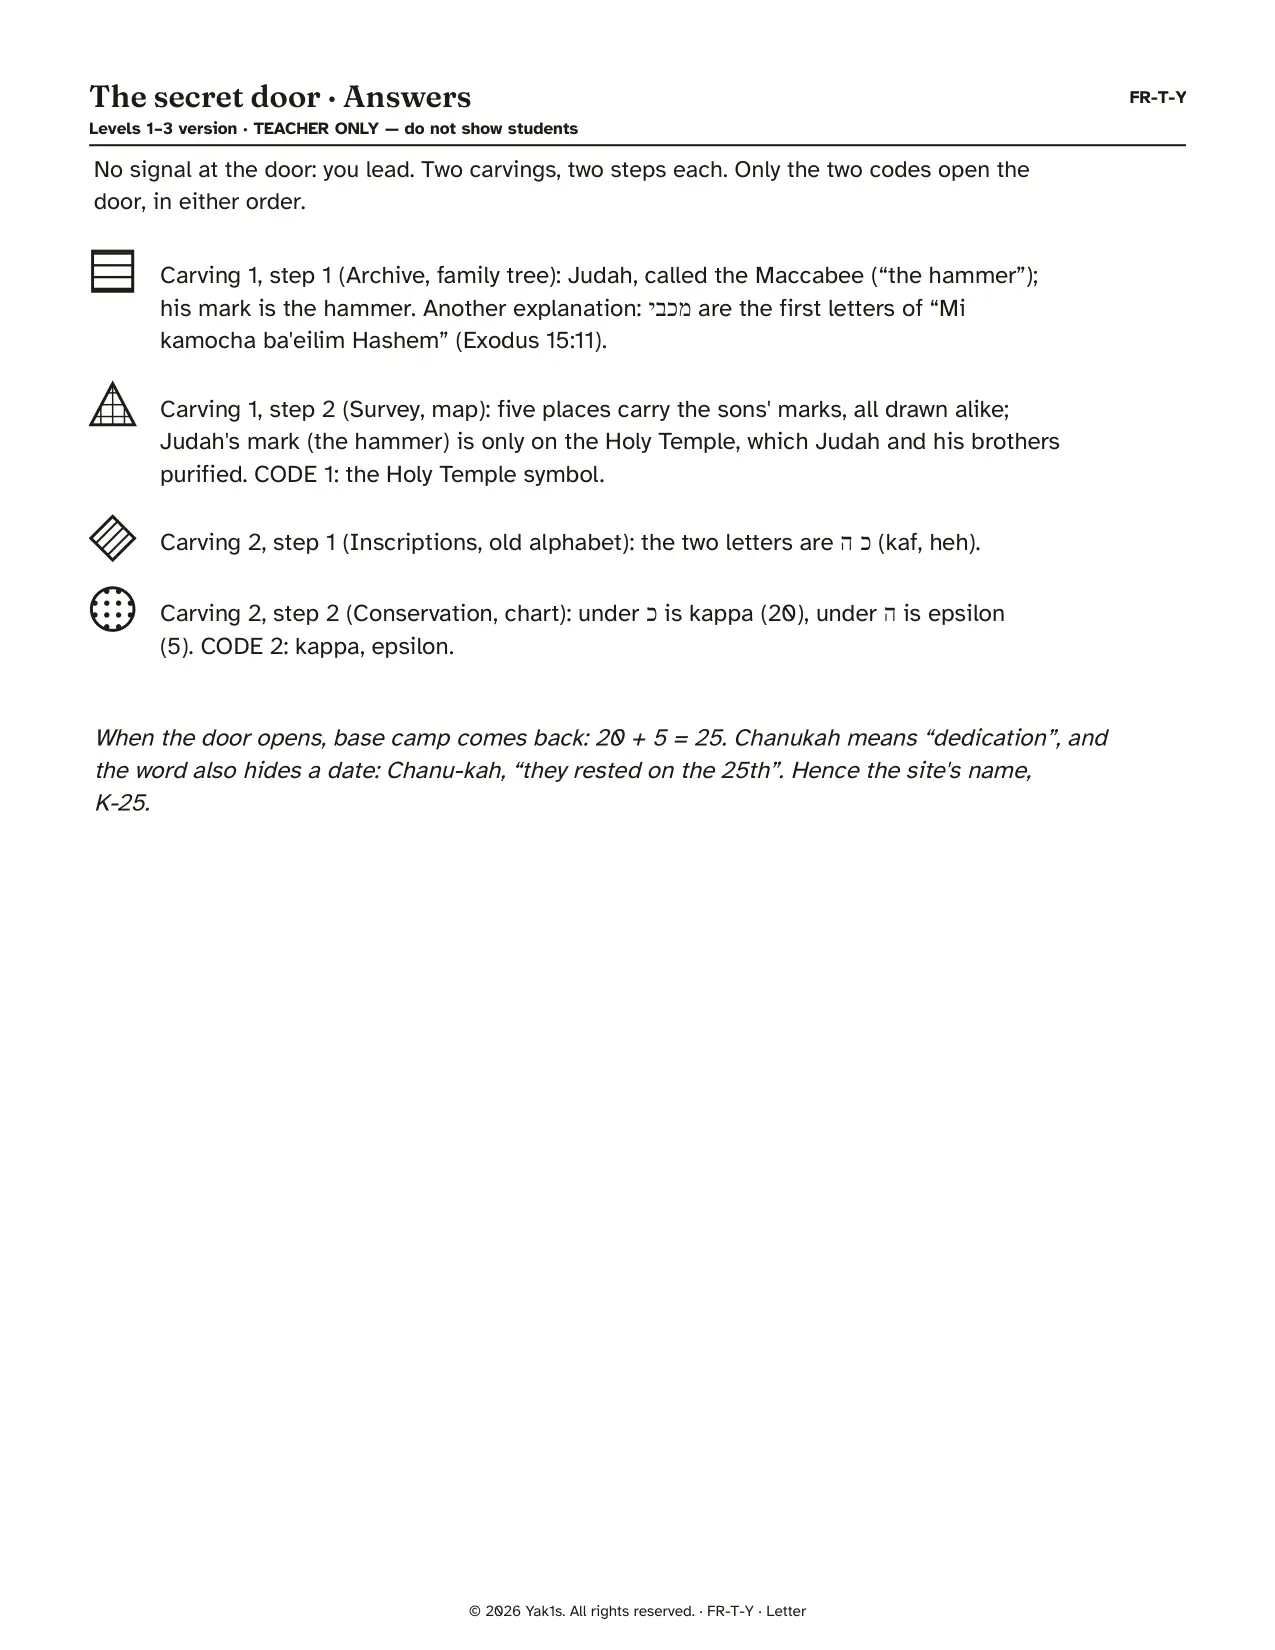 The secret door · Answers
FR-T-Y
Levels 1–3 version · TEACHER ONLY — do not show students
No signal at the door: you lead. Two carvings, two steps each. Only the two codes open the
door, in either order.
Carving 1, step 1 (Archive, family tree): Judah, called the Maccabee (“the hammer”);
his mark is the hammer. Another explanation: מכבי are the first letters of “Mi
kamocha ba'eilim Hashem” (Exodus 15:11).
Carving 1, step 2 (Survey, map): five places carry the sons' marks, all drawn alike;
Judah's mark (the hammer) is only on the Holy Temple, which Judah and his brothers
purified. CODE 1: the Holy Temple symbol.
Carving 2, step 1 (Inscriptions, old alphabet): the two letters are כ ה (kaf, heh).
Carving 2, step 2 (Conservation, chart): under כ is kappa (20), under ה is epsilon
(5). CODE 2: kappa, epsilon.
When the door opens, base camp comes back: 20 + 5 = 25. Chanukah means “dedication”, and
the word also hides a date: Chanu-kah, “they rested on the 25th”. Hence the site's name,
K-25.
© 2026 Yak1s. All rights reserved. · FR-T-Y · Letter